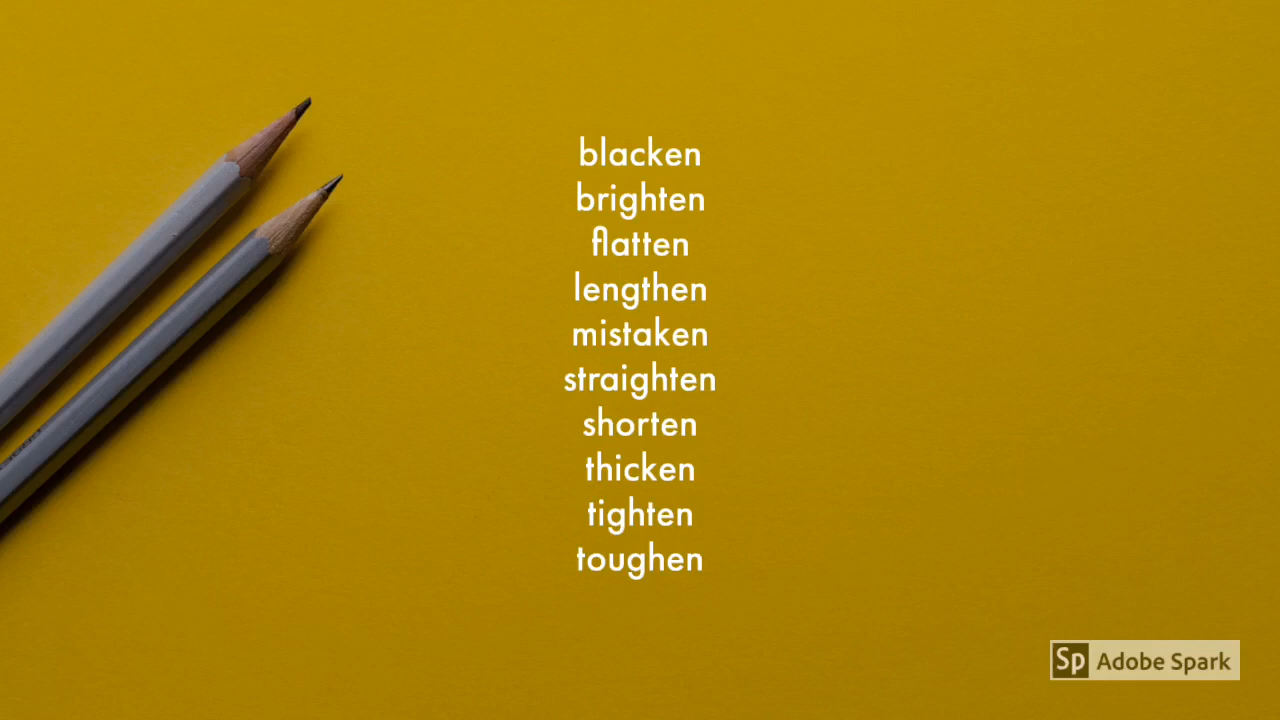 blacken
brighten
flatten
lengthen
mistaken
straighten
shorten
thicken
tighten
toughen
Sp Adobe Spark